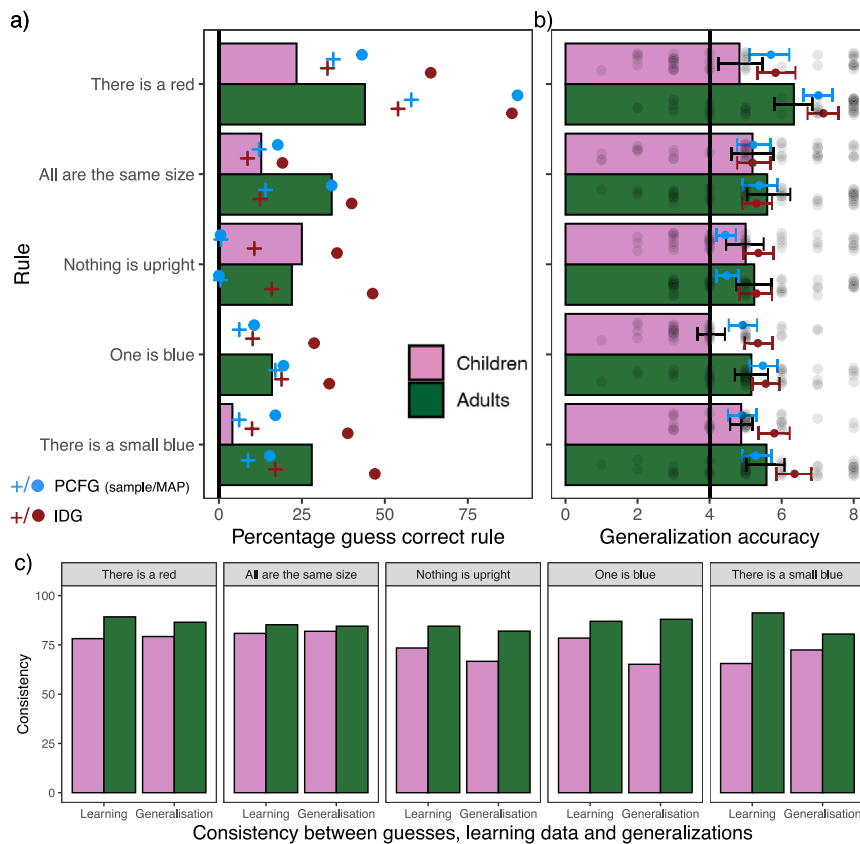 a)
b)
Rule
There is a red
All are the same size
Nothing is upright
One is blue
There is a small blue
Children
Adults
+/● PCFG (sample/MAP)
+/● IDG
0 25 50 75
Percentage guess correct rule
0 2 4 6 8
Generalization accuracy
c)
There is a red All are the same size Nothing is upright One is blue There is a small blue
Consistency
100
75
50
25
0
Learning Generalisation Learning Generalisation Learning Generalisation Learning Generalisation Learning Generalisation
Consistency between guesses, learning data and generalizations